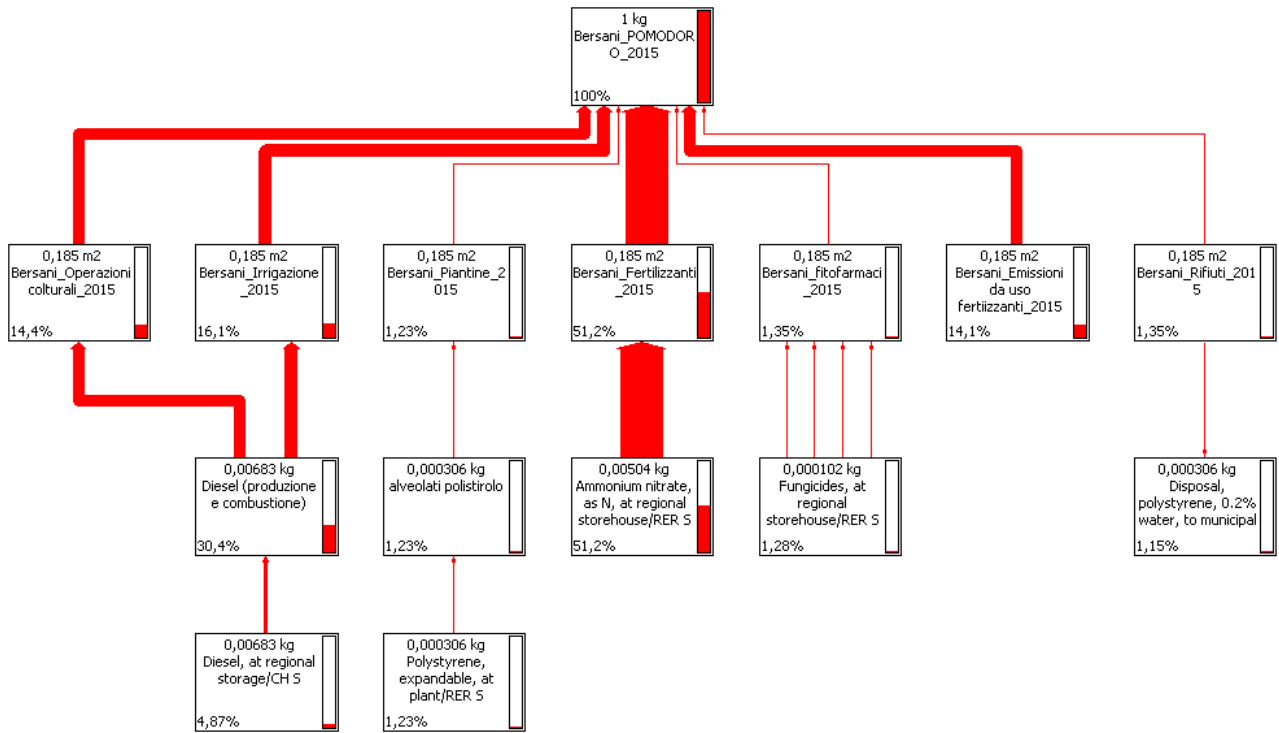 1 kg
Bersani_POMODOR
O_2015
100%
0,185 m2
Bersani_Operazioni
colturali_2015
14,4%
0,185 m2
Bersani_Irrigazione
_2015
16,1%
0,185 m2
Bersani_Piantine_2
015
1,23%
0,185 m2
Bersani_Fertilizzanti
_2015
51,2%
0,185 m2
Bersani_fitofarmaci
_2015
1,35%
0,185 m2
Bersani_Emissioni
da uso
fertiizzanti_2015
14,1%
0,185 m2
Bersani_Rifiuti_201
5
1,35%
0,00683 kg
Diesel (produzione
e combustione)
30,4%
0,000306 kg
alveolati polistirolo
1,23%
0,00504 kg
Ammonium nitrate,
as N, at regional
storehouse/RER S
51,2%
0,000102 kg
Fungicides, at
regional
storehouse/RER S
1,28%
0,000306 kg
Disposal,
polystyrene, 0.2%
water, to municipal
1,15%
0,00683 kg
Diesel, at regional
storage/CH S
4,87%
0,000306 kg
Polystyrene,
expandable, at
plant/RER S
1,23%